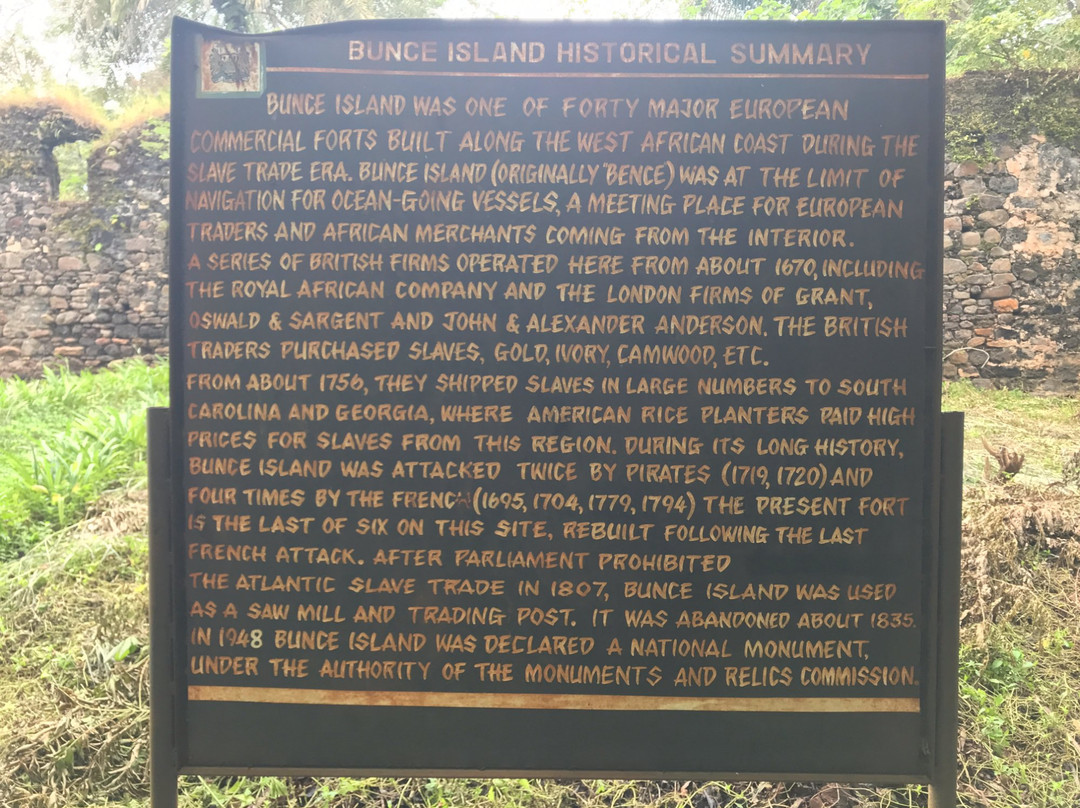 BUNCE ISLAND HISTORICAL SUMMARY
BUNCE ISLAND WAS ONE OF FORTY MAJOR EUROPEAN
COMMERCIAL FORTS BUILT ALONG THE WEST AFRICAN COAST DURING THE
SLAVE TRADE ERA. BUNCE ISLAND (ORIGINALLY "BENCE) WAS AT THE LIMIT OF
NAVIGATION FOR OCEAN-GOING VESSELS, A MEETING PLACE FOR EUROPEAN
TRADERS AND AFRICAN MERCHANTS COMING FROM THE INTERIOR.
A SERIES OF BRITISH FIRMS OPERATED HERE FROM ABOUT 1670, INCLUDING
THE ROYAL AFRICAN COMPANY AND THE LONDON FIRMS OF GRANT,
OSWALD & SARGENT AND JOHN & ALEXANDER ANDERSON. THE BRITISH
TRADERS PURCHASED SLAVES, GOLD, IVORY, CAMWOOD, ETC.
FROM ABOUT 1756, THEY SHIPPED SLAVES IN LARGE NUMBERS TO SOUTH
CAROLINA AND GEORGIA, WHERE AMERICAN RICE PLANTERS PAID HIGH
PRICES FOR SLAVES FROM THIS REGION. DURING ITS LONG HISTORY,
BUNCE ISLAND WAS ATTACKED TWICE BY PIRATES (1719, 1720) AND
FOUR TIMES BY THE FRENCH (1695, 1704, 1779, 1794) THE PRESENT FORT
IS THE LAST OF SIX ON THIS SITE, REBUILT FOLLOWING THE LAST
FRENCH ATTACK. AFTER PARLIAMENT PROHIBITED
THE ATLANTIC SLAVE TRADE IN 1807, BUNCE ISLAND WAS USED
AS A SAW MILL AND TRADING POST. IT WAS ABANDONED ABOUT 1835.
IN 1948 BUNCE ISLAND WAS DECLARED A NATIONAL MONUMENT,
UNDER THE AUTHORITY OF THE MONUMENTS AND RELICS COMMISSION.